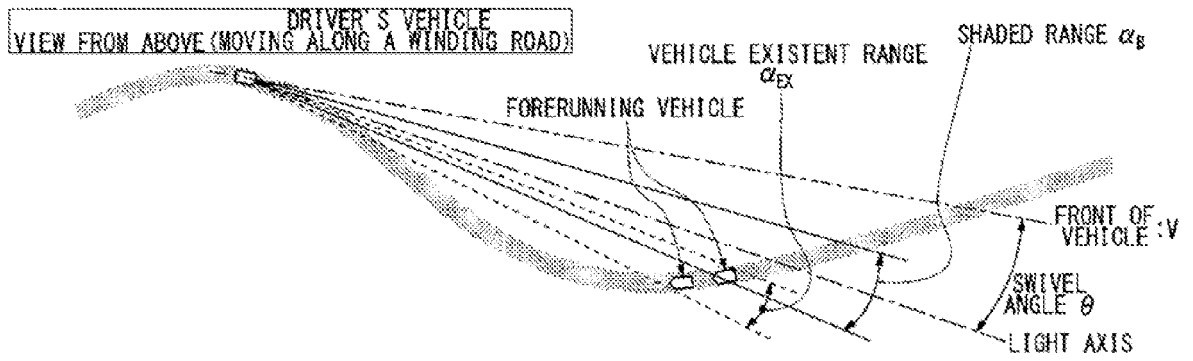 DRIVER'S VEHICLE
VIEW FROM ABOVE(MOVING ALONG A WINDING ROAD)
VEHICLE EXISTENT RANGE
αEX
SHADED RANGE αB
FORERUNNING VEHICLE
FRONT OF
VEHICLE:V
SWIVEL
ANGLE θ
LIGHT AXIS